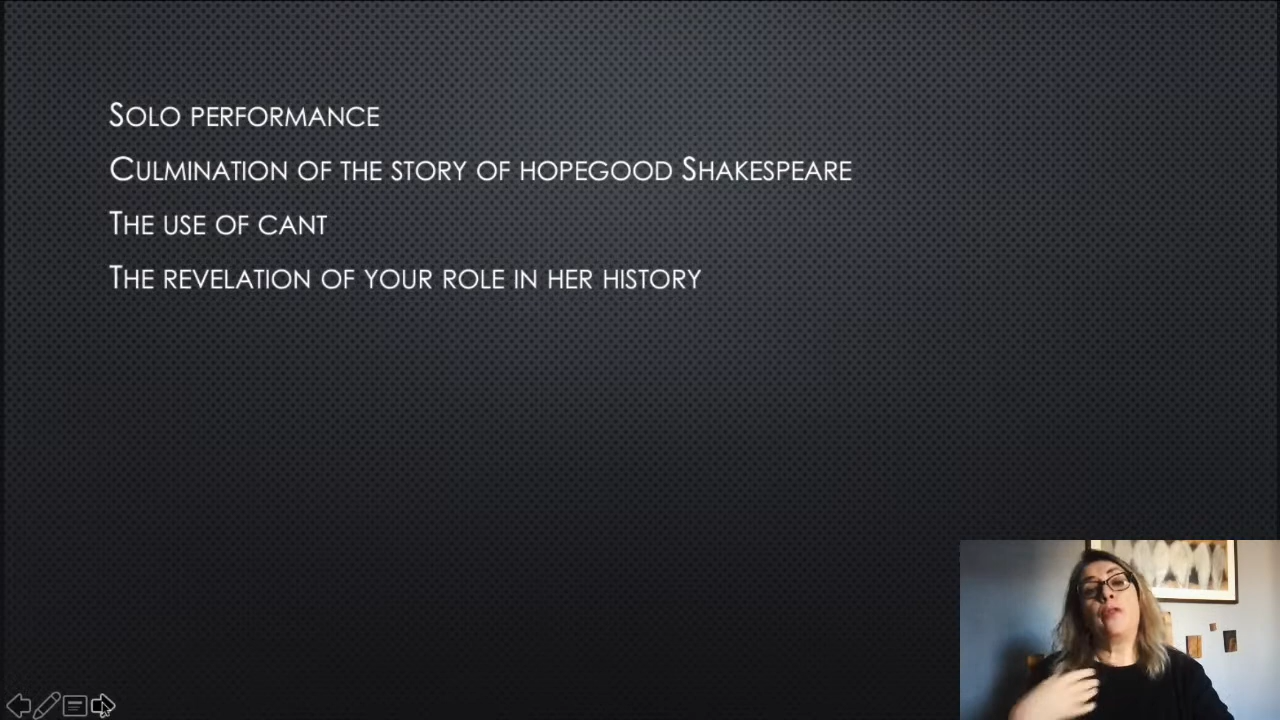 Solo performance
Culmination of the story of hopegood Shakespeare
The use of cant
The revelation of your role in her history